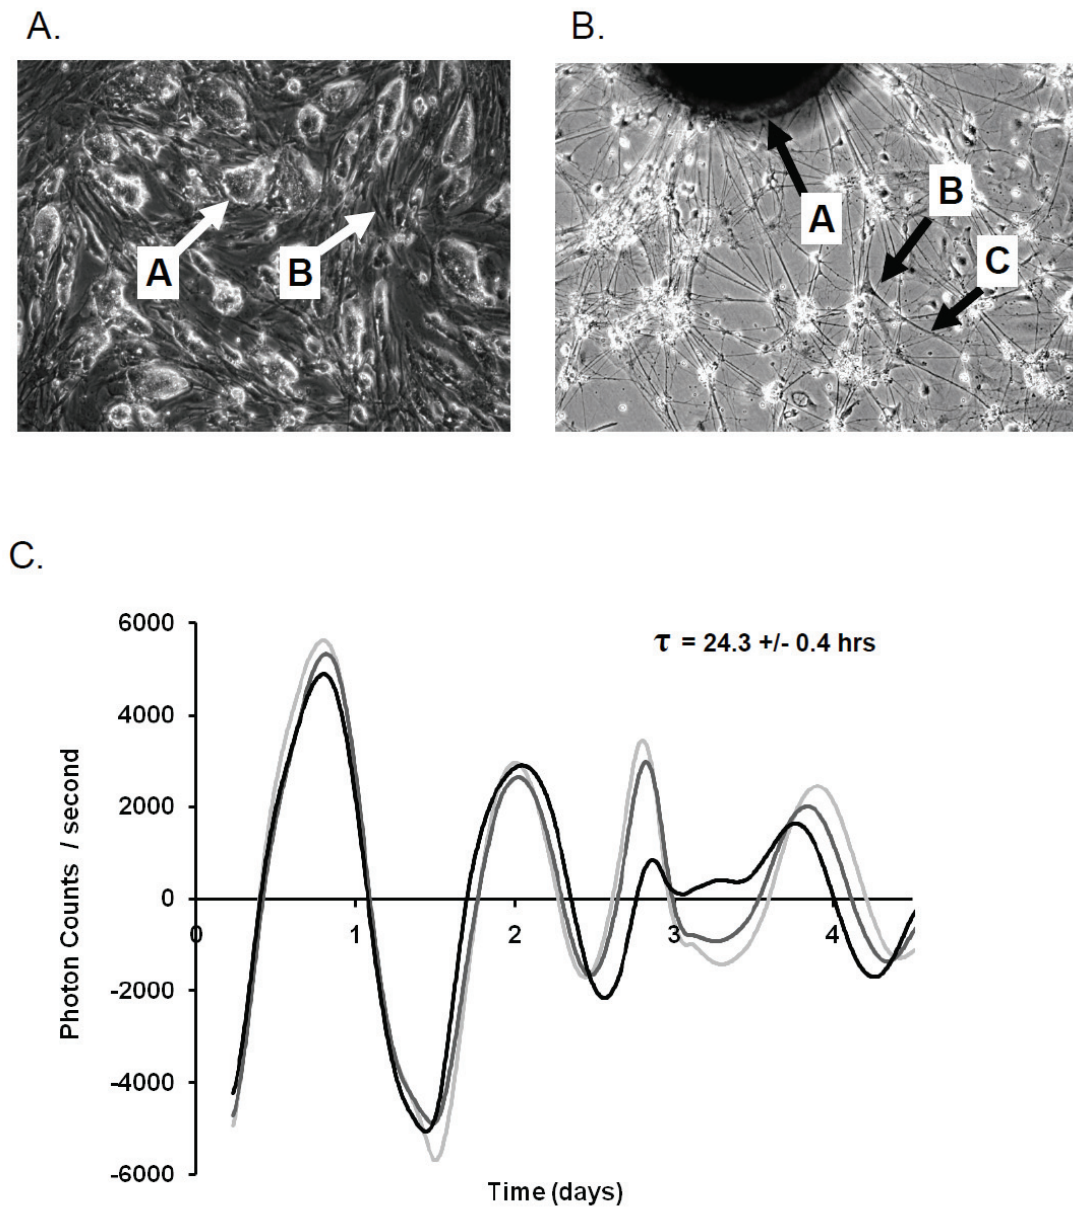 A.
B.
A
B
A
B
C
C.
τ = 24.3 +/- 0.4 hrs
6000
4000
2000
0
-2000
-4000
-6000
0 1 2 3 4
Photon Counts / second
Time (days)